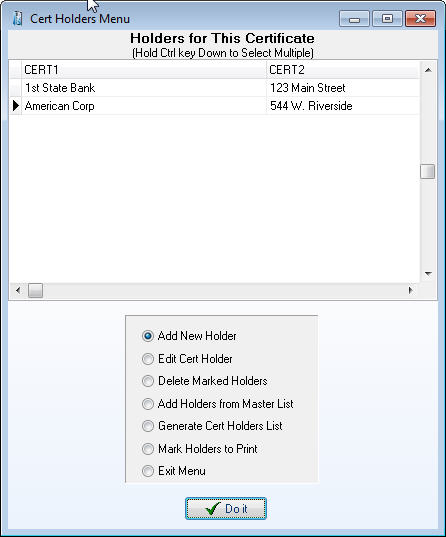 Cert Holders Menu
Holders for This Certificate
(Hold Ctrl key Down to Select Multiple)
CERT1 CERT2
1st State Bank 123 Main Street
American Corp 544 W. Riverside
Add New Holder
Edit Cert Holder
Delete Marked Holders
Add Holders from Master List
Generate Cert Holders List
Mark Holders to Print
Exit Menu
Do it